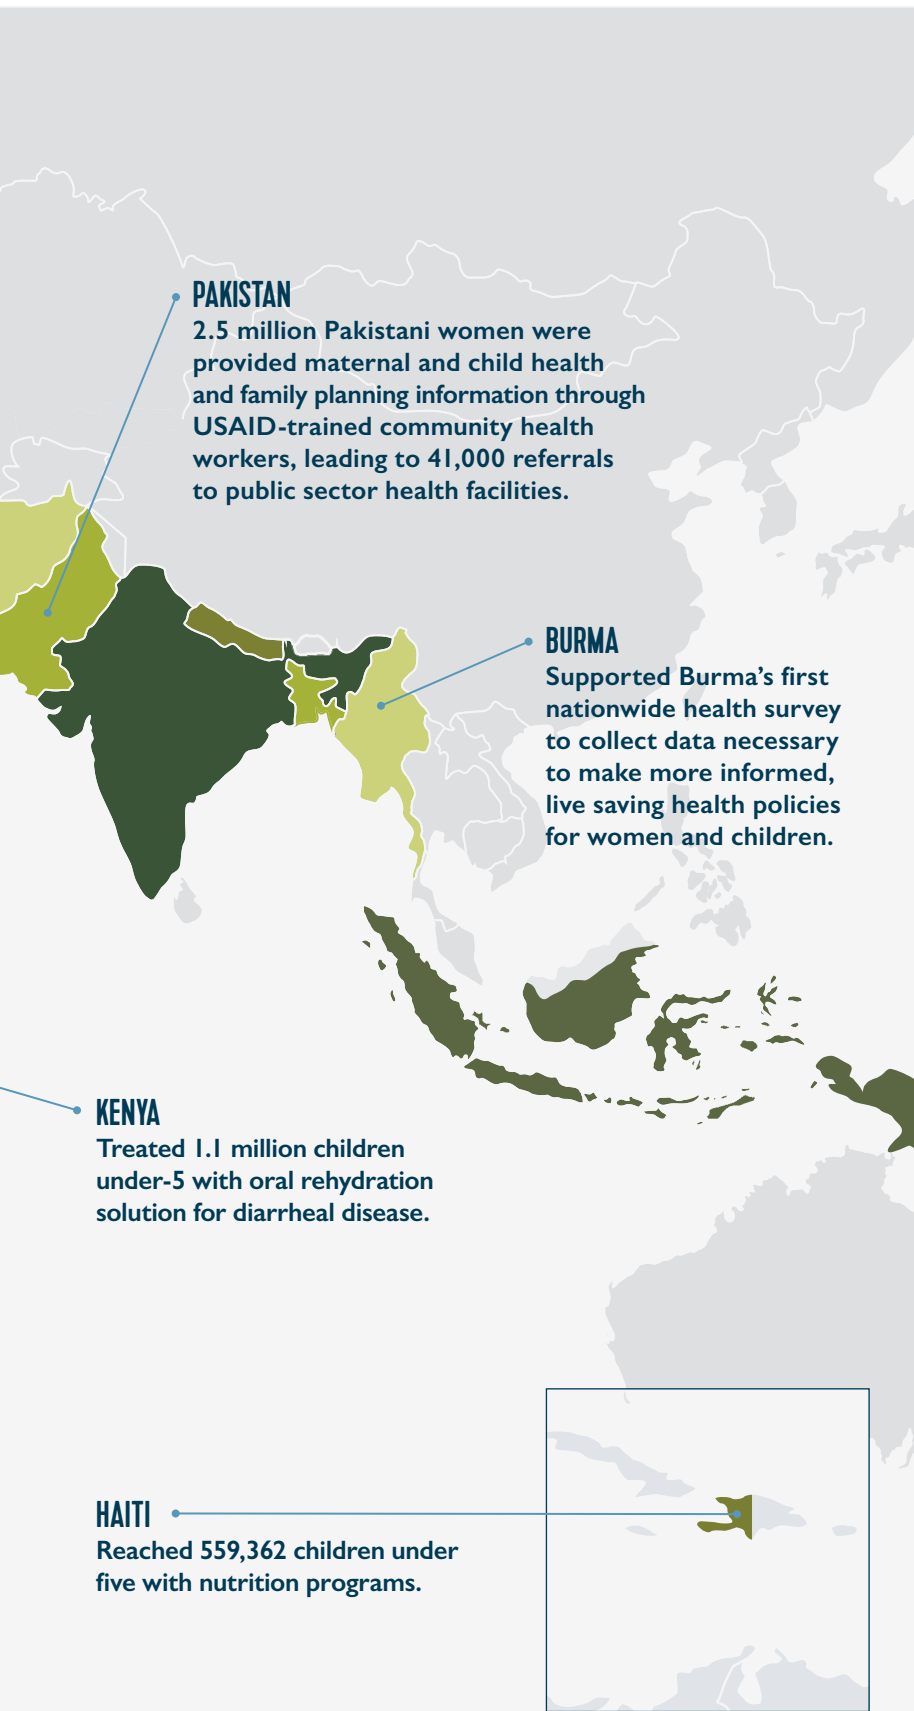 PAKISTAN
2.5 million Pakistani women were
provided maternal and child health
and family planning information through
USAID-trained community health
workers, leading to 41,000 referrals
to public sector health facilities.
BURMA
Supported Burma’s first
nationwide health survey
to collect data necessary
to make more informed,
live saving health policies
for women and children.
KENYA
Treated 1.1 million children
under-5 with oral rehydration
solution for diarrheal disease.
HAITI
Reached 559,362 children under
five with nutrition programs.